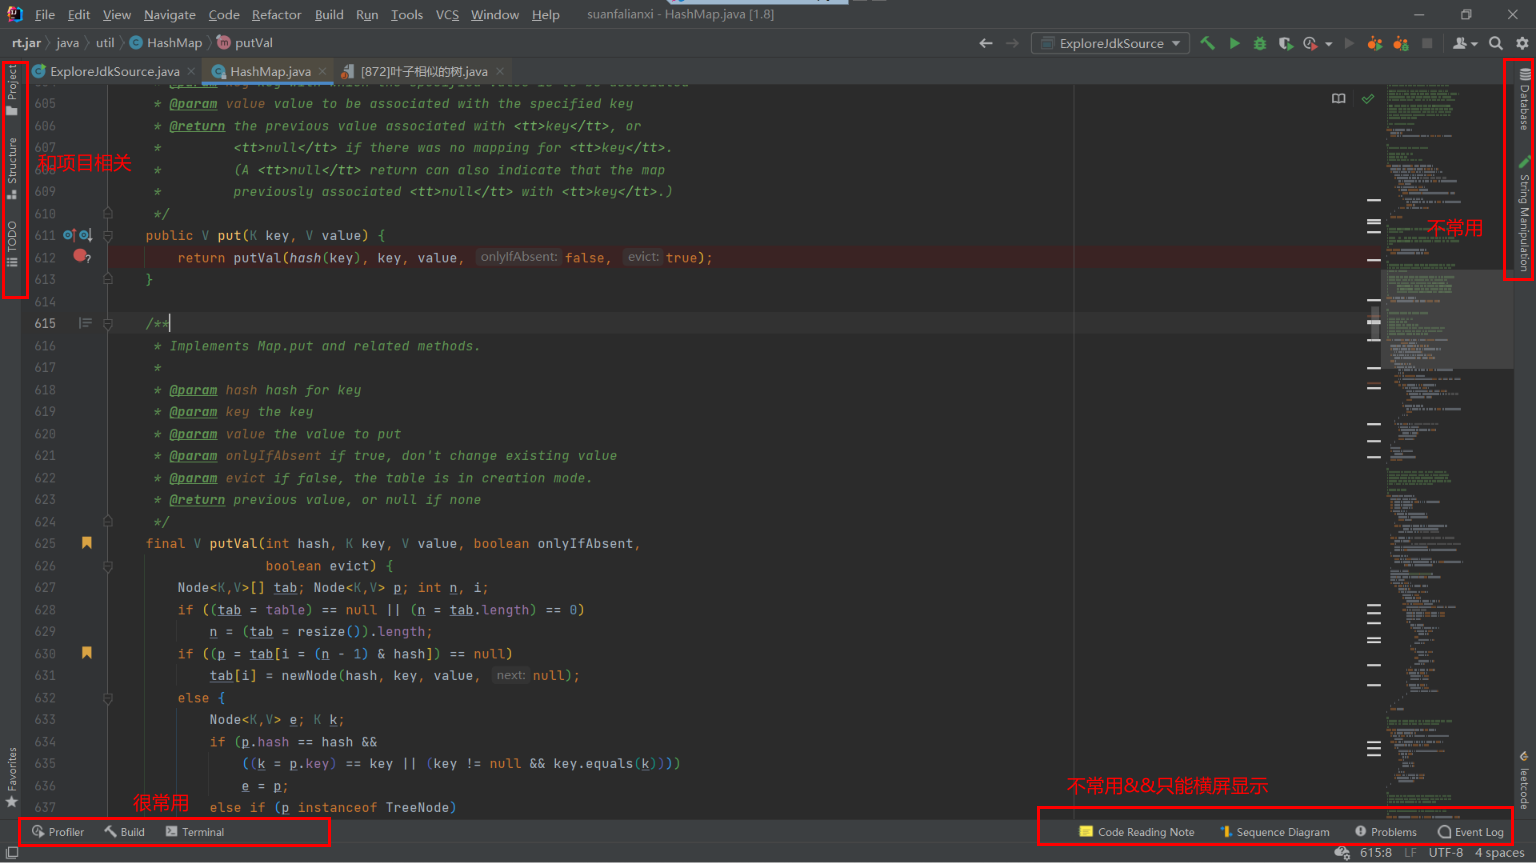 File Edit View Navigate Code Refactor Build Run Tools VCS Window Help suanfalianxi - HashMap.java [1.8]
rt.jar java util HashMap putVal ExploreJdkSource
ExploreJdkSource.java HashMap.java [872]叶子相似的树.java
Project
Structure
TODO
Favorites
和项目相关
605 * @param value value to be associated with the specified key
606 * @return the previous value associated with <tt>key</tt>, or
607 * <tt>null</tt> if there was no mapping for <tt>key</tt>.
* (A <tt>null</tt> return can also indicate that the map
609 * previously associated <tt>null</tt> with <tt>key</tt>.)
610 */
611 public V put(K key, V value) {
612 return putVal(hash(key), key, value, onlyIfAbsent: false, evict: true);
613 }
614
615 /**
616 * Implements Map.put and related methods.
617 *
618 * @param hash hash for key
619 * @param key the key
620 * @param value the value to put
621 * @param onlyIfAbsent if true, don't change existing value
622 * @param evict if false, the table is in creation mode.
623 * @return previous value, or null if none
624 */
625 final V putVal(int hash, K key, V value, boolean onlyIfAbsent,
626 boolean evict) {
627 Node<K,V>[] tab; Node<K,V> p; int n, i;
628 if ((tab = table) == null || (n = tab.length) == 0)
629 n = (tab = resize()).length;
630 if ((p = tab[i = (n - 1) & hash]) == null)
631 tab[i] = newNode(hash, key, value, next: null);
632 else {
633 Node<K,V> e; K k;
634 if (p.hash == hash &&
635 ((k = p.key) == key || (key != null && key.equals(k))))
636 e = p;
637 else if (p instanceof TreeNode)
很常用
不常用
不常用&&只能横屏显示
Database
String Manipulation
leetcode
Profiler Build Terminal Code Reading Note Sequence Diagram Problems Event Log
615:8 LF UTF-8 4 spaces